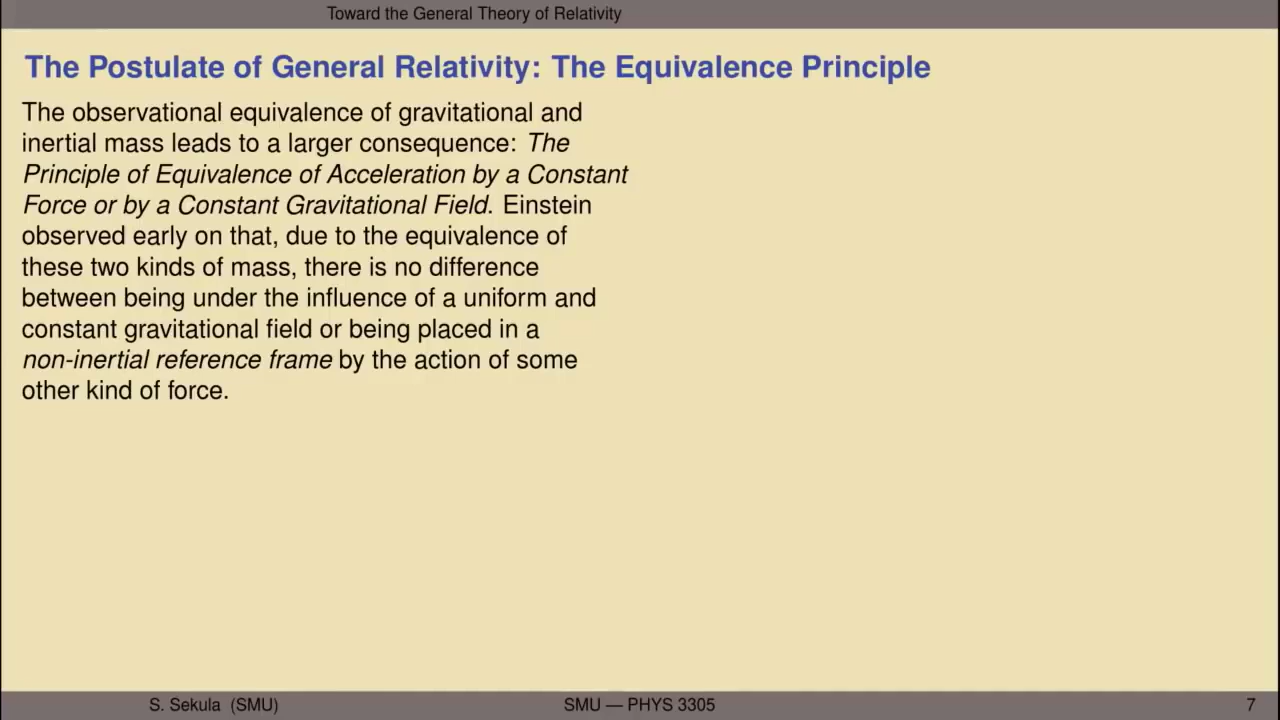 Toward the General Theory of Relativity
The Postulate of General Relativity: The Equivalence Principle
The observational equivalence of gravitational and
inertial mass leads to a larger consequence: The
Principle of Equivalence of Acceleration by a Constant
Force or by a Constant Gravitational Field. Einstein
observed early on that, due to the equivalence of
these two kinds of mass, there is no difference
between being under the influence of a uniform and
constant gravitational field or being placed in a
non-inertial reference frame by the action of some
other kind of force.
S. Sekula (SMU)
SMU — PHYS 3305
7